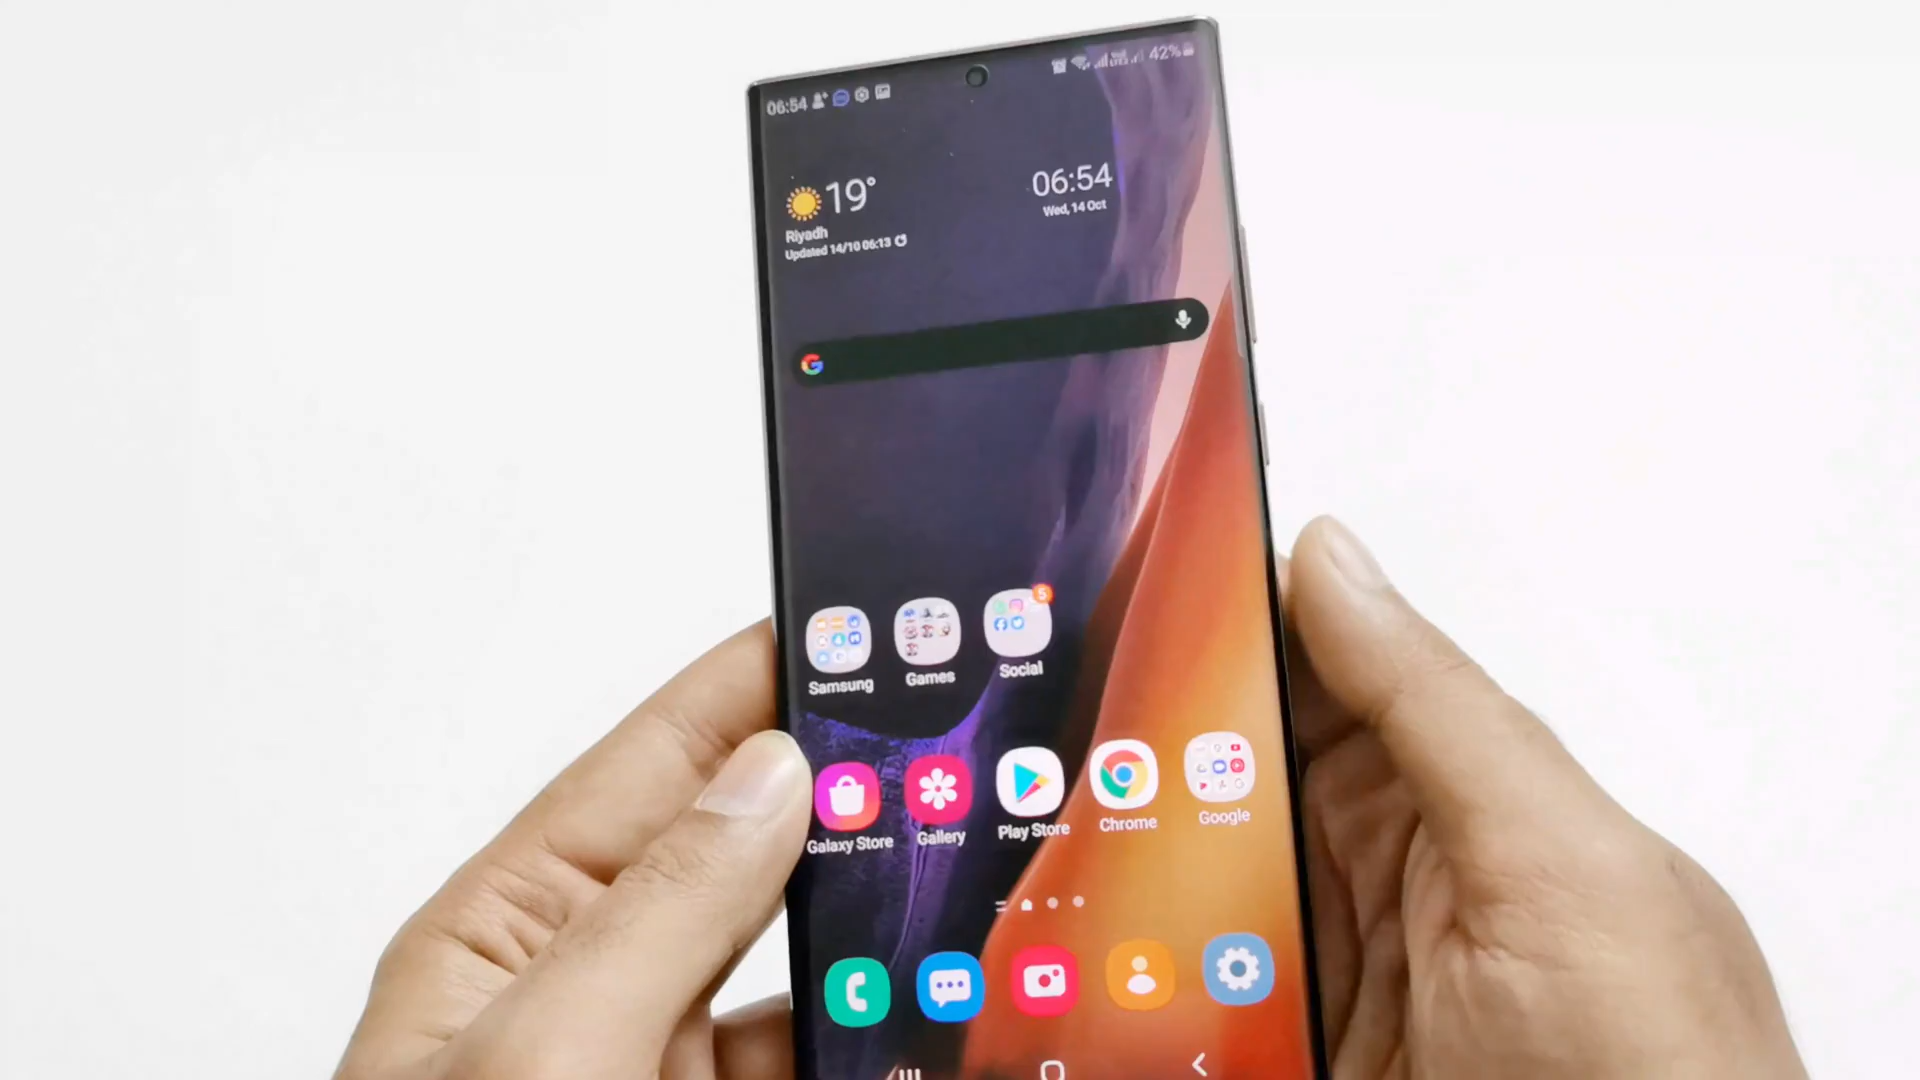 06:54
42%
19°
06:54
Wed, 14 Oct
Riyadh
Updated 14/10 06:13
G
5
Samsung
Games
Social
Galaxy Store
Gallery
Play Store
Chrome
Google